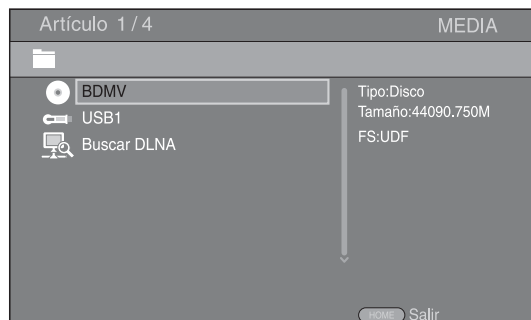 Artículo 1 / 4
MEDIA
BDMV
USB1
Buscar DLNA
Tipo:Disco
Tamaño:44090.750M
FS:UDF
HOME Salir